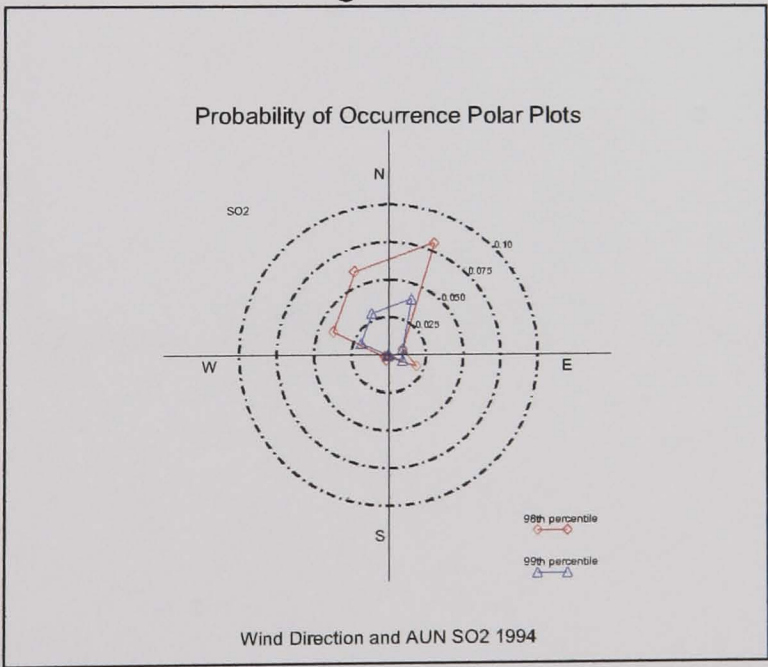 Probability of Occurrence Polar Plots
N
SO2
0.10
0.075
0.050
0.025
W
E
S
98th percentile
99th percentile
Wind Direction and AUN SO2 1994